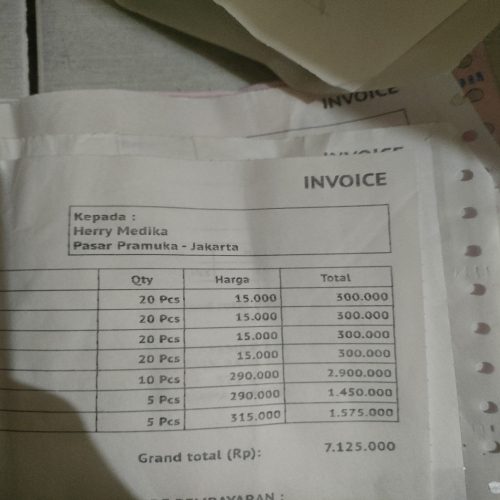 INVOICE
INVOICE
INVOICE
Kepada :
Herry Medika
Pasar Pramuka - Jakarta
Qty Harga Total
20 Pcs 15.000 300.000
20 Pcs 15.000 300.000
20 Pcs 15.000 300.000
20 Pcs 15.000 300.000
10 Pcs 290.000 2.900.000
5 Pcs 290.000 1.450.000
5 Pcs 315.000 1.575.000
Grand total (Rp): 7.125.000